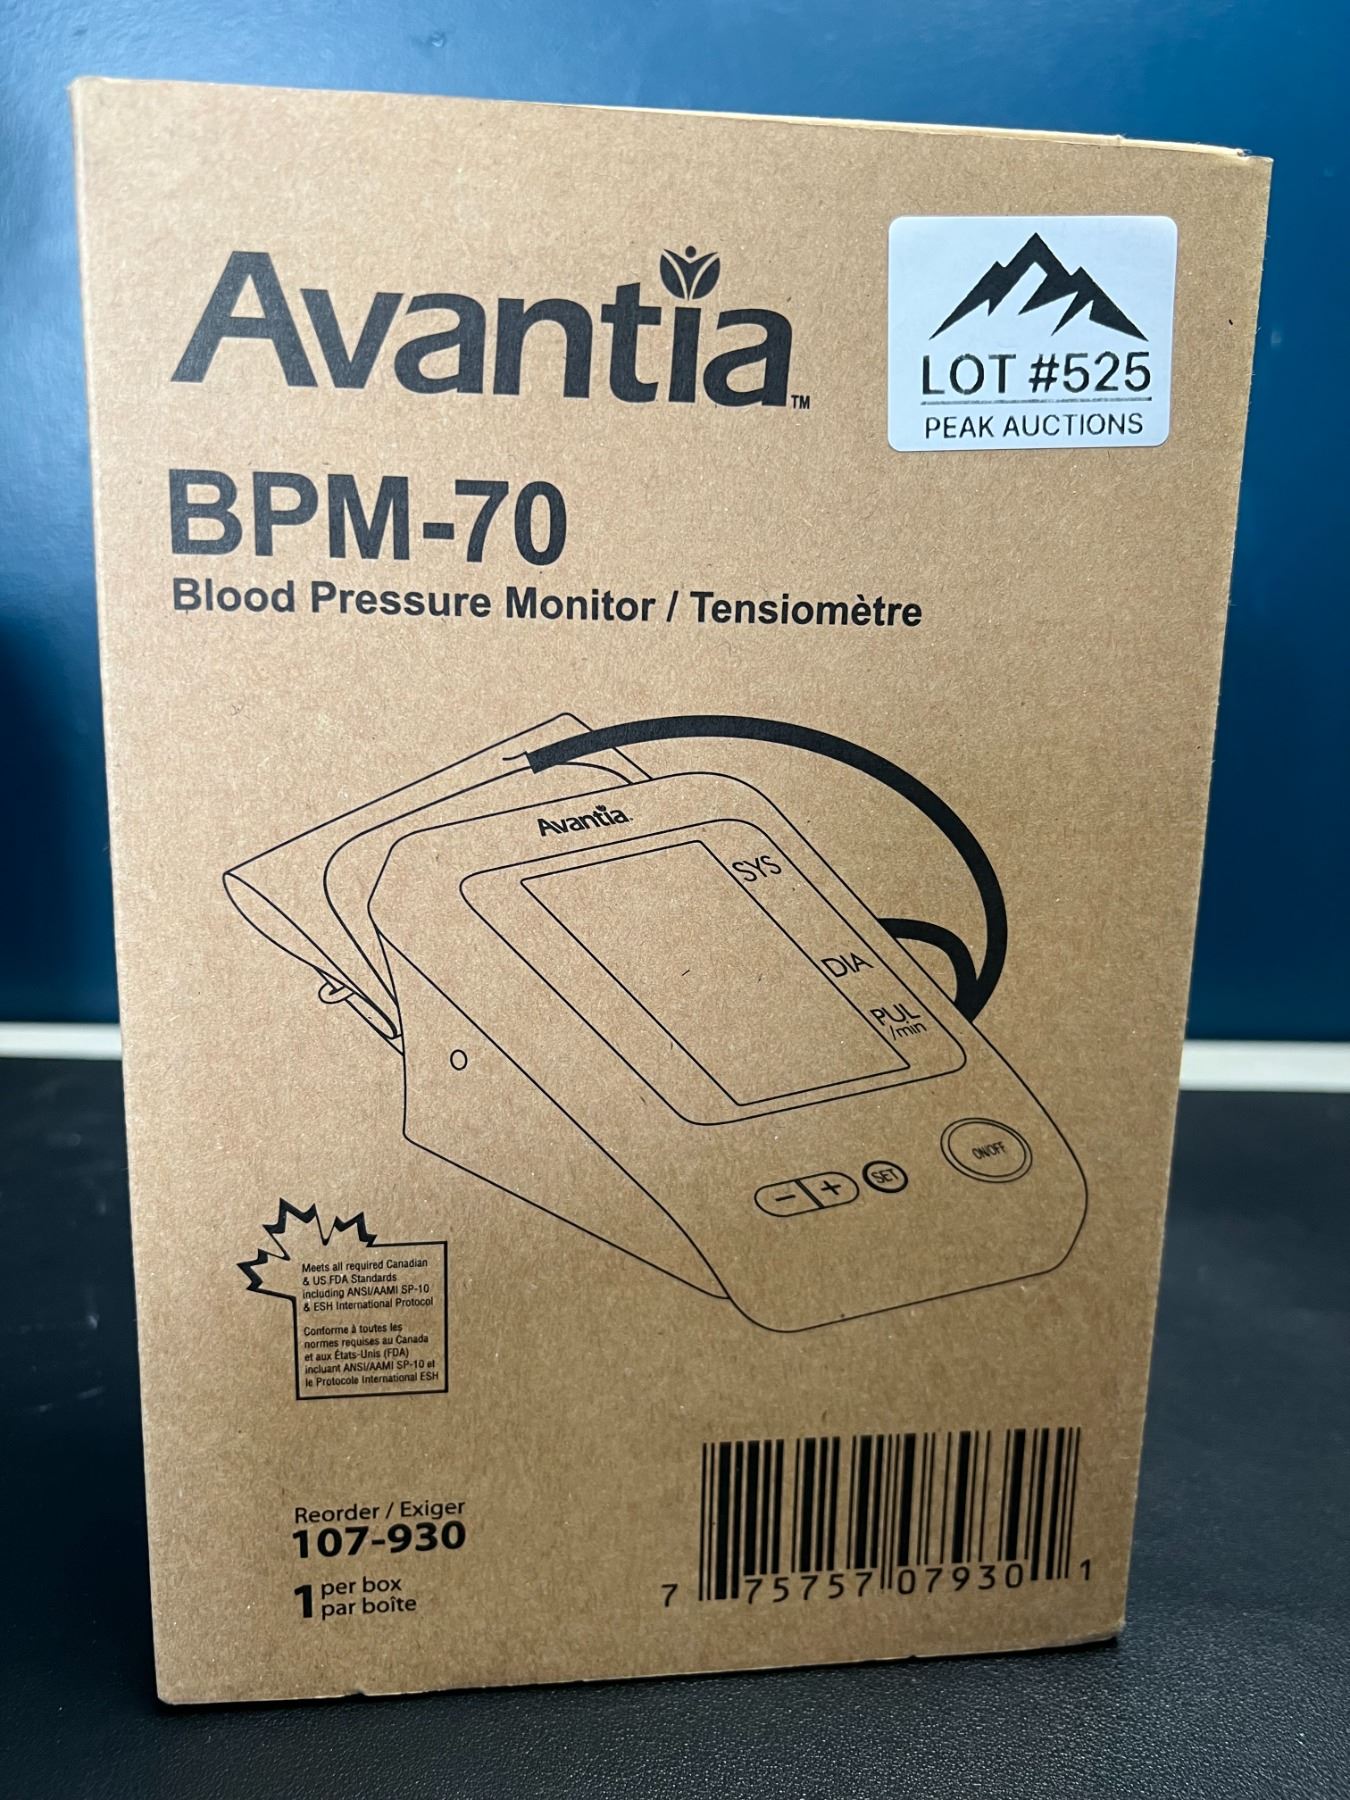 Avantia™
LOT #525
PEAK AUCTIONS
BPM-70
Blood Pressure Monitor / Tensiomètre
Avantia
SYS
DIA
PUL
/min
ON/OFF
- + SET
Meets all required Canadian
& US FDA Standards
including ANSI/AAMI SP-10
& ESH International Protocol
Conforme à toutes les
normes requises au Canada
et aux États-Unis (FDA)
incluant ANSI/AAMI SP-10 et
le Protocole International ESH
Reorder / Exiger
107-930
1 per box
par boîte
7 75757 07930 1